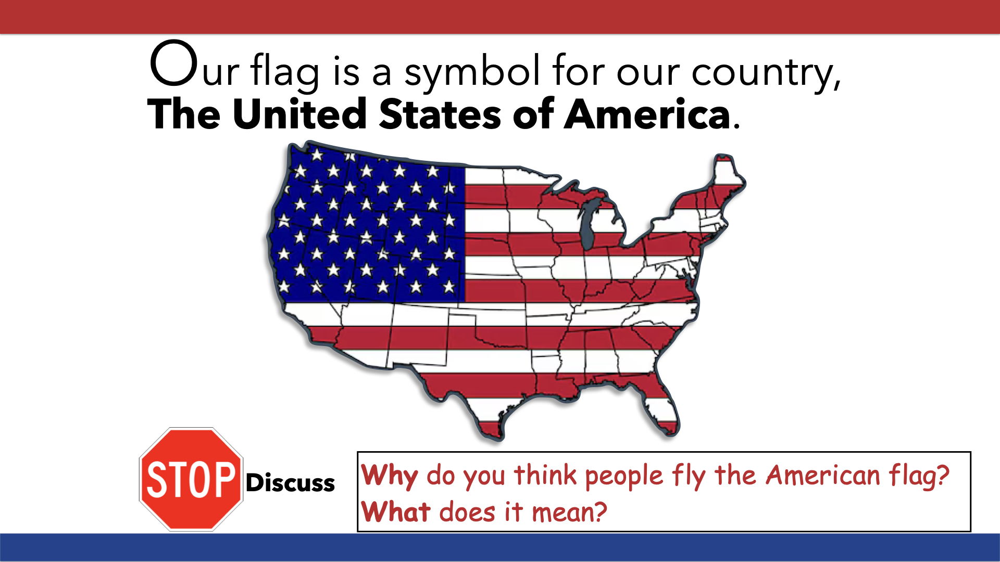 Our flag is a symbol for our country,
The United States of America.
STOP
Discuss
Why do you think people fly the American flag?
What does it mean?